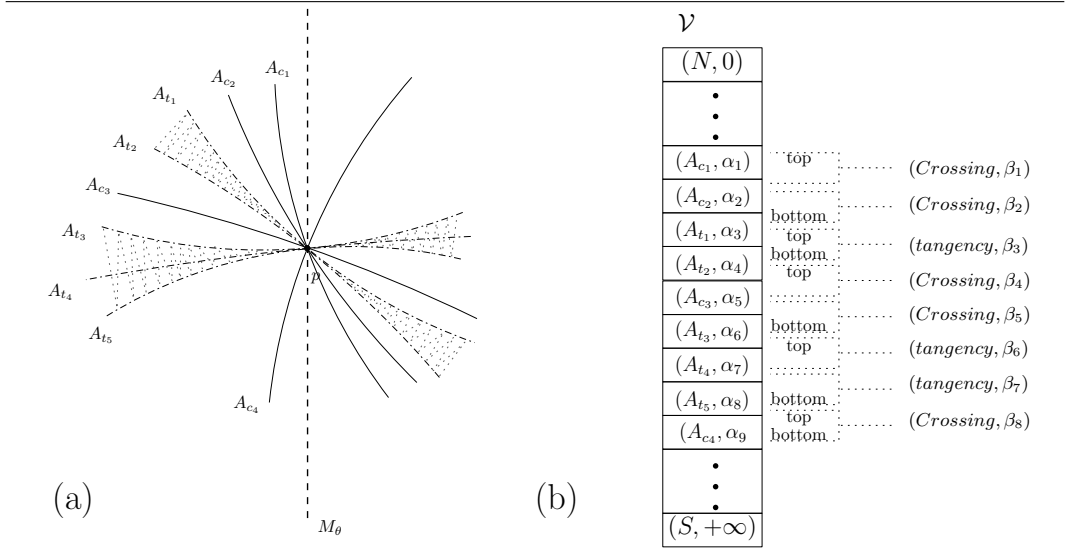 A_{c_1}
A_{c_2}
A_{t_1}
A_{t_2}
A_{c_3}
A_{t_3}
A_{t_4}
A_{t_5}
A_{c_4}
p
M_θ
(a)
𝒱
(N, 0)
(A_{c_1}, α_1)
(A_{c_2}, α_2)
(A_{t_1}, α_3)
(A_{t_2}, α_4)
(A_{c_3}, α_5)
(A_{t_3}, α_6)
(A_{t_4}, α_7)
(A_{t_5}, α_8)
(A_{c_4}, α_9
(S, +∞)
top
bottom
top
bottom
top
bottom
top
bottom
top
bottom
(Crossing, β_1)
(Crossing, β_2)
(tangency, β_3)
(Crossing, β_4)
(Crossing, β_5)
(tangency, β_6)
(tangency, β_7)
(Crossing, β_8)
(b)